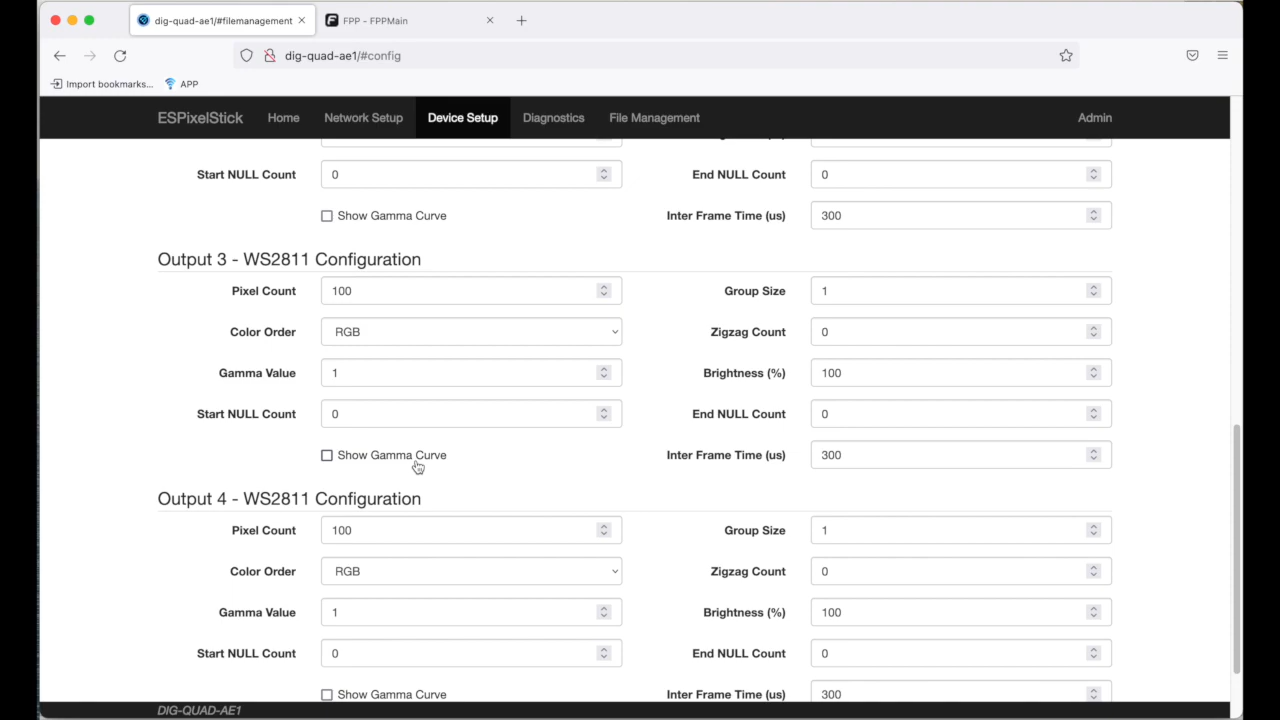 dig-quad-ae1/#filemanagement
FPP - FPPMain
dig-quad-ae1/#config
Import bookmarks... APP
ESPixelStick Home Network Setup Device Setup Diagnostics File Management Admin
Start NULL Count 0 End NULL Count 0
Show Gamma Curve Inter Frame Time (us) 300
Output 3 - WS2811 Configuration
Pixel Count 100 Group Size 1
Color Order RGB Zigzag Count 0
Gamma Value 1 Brightness (%) 100
Start NULL Count 0 End NULL Count 0
Show Gamma Curve Inter Frame Time (us) 300
Output 4 - WS2811 Configuration
Pixel Count 100 Group Size 1
Color Order RGB Zigzag Count 0
Gamma Value 1 Brightness (%) 100
Start NULL Count 0 End NULL Count 0
Show Gamma Curve Inter Frame Time (us) 300
DIG-QUAD-AE1